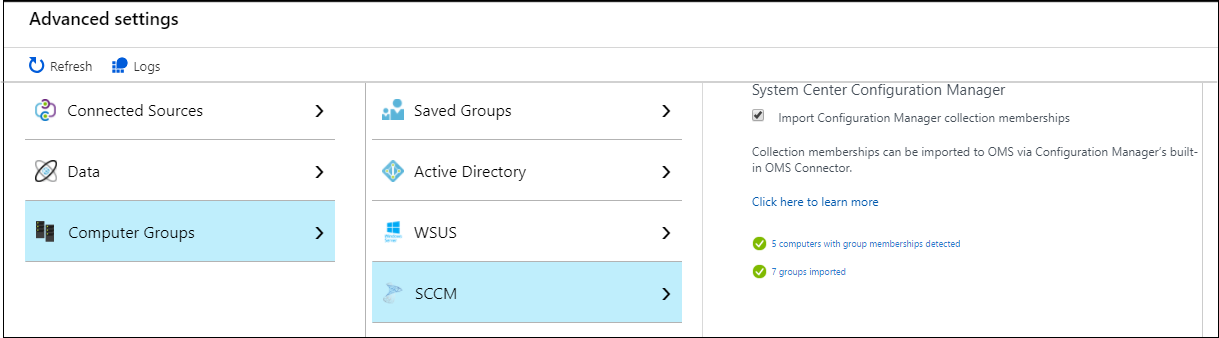 Advanced settings
Refresh
Logs
Connected Sources
Data
Computer Groups
Saved Groups
Active Directory
WSUS
SCCM
System Center Configuration Manager
Import Configuration Manager collection memberships
Collection memberships can be imported to OMS via Configuration Manager's built-
in OMS Connector.
Click here to learn more
5 computers with group memberships detected
7 groups imported